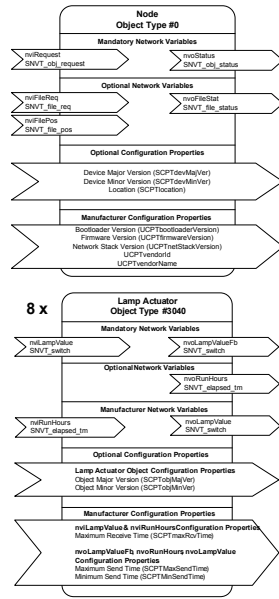 Node
Object Type #0
Mandatory Network Variables
nviRequest
SNVT_obj_request
nvoStatus
SNVT_obj_status
Optional Network Variables
nviFileReq
SNVT_file_req
nvoFileStat
SNVT_file_status
nviFilePos
SNVT_file_pos
Optional Configuration Properties
Device Major Version (SCPTdevMajVer)
Device Minor Version (SCPTdevMinVer)
Location (SCPTlocation)
Manufacturer Configuration Properties
Bootloader Version (UCPTbootloaderVersion)
Firmware Version (UCPTfirmwareVersion)
Network Stack Version (UCPTnetStackVersion)
UCPTvendorId
UCPTvendorName
8 x
Lamp Actuator
Object Type #3040
Mandatory Network Variables
nviLampValue
SNVT_switch
nvoLampValueFb
SNVT_switch
OptionalNetwork Variables
nvoRunHours
SNVT_elapsed_tm
Manufacturer Network Variables
nviRunHours
SNVT_elapsed_tm
nvoLampValue
SNVT_switch
Optional Configuration Properties
Lamp Actuator Object Configuration Properties
Object Major Version (SCPTobjMajVer)
Object Minor Version (SCPTobjMinVer)
Manufacturer Configuration Properties
nviLampValue& nviRunHoursConfiguration Properties
Maximum Receive Time (SCPTmaxRcvTime)
nvoLampValueFb, nvoRunHours, nvoLampValue
Configuration Properties
Maximum Send Time (SCPTMaxSendTime)
Minimum Send Time (SCPTMinSendTime)